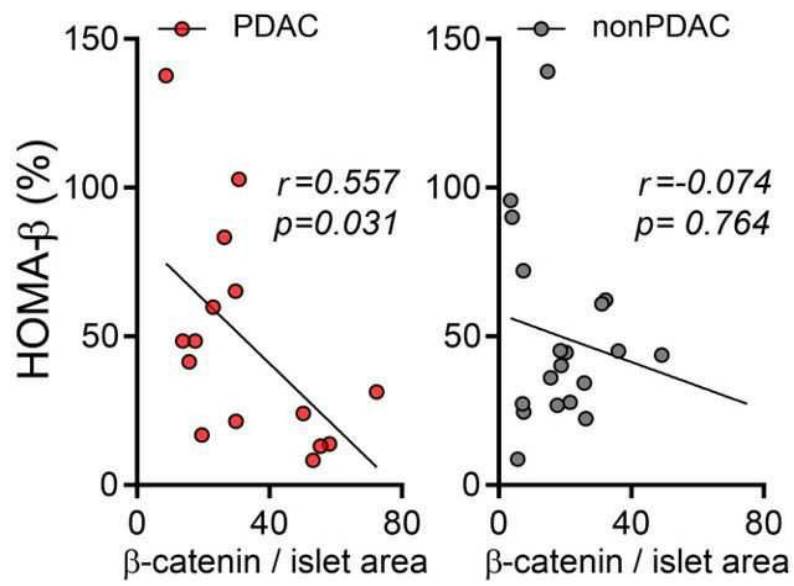 PDAC
nonPDAC
HOMA-β (%)
150
100
50
0
r=0.557
p=0.031
0 40 80
β-catenin / islet area
150
100
50
0
r=-0.074
p= 0.764
0 40 80
β-catenin / islet area